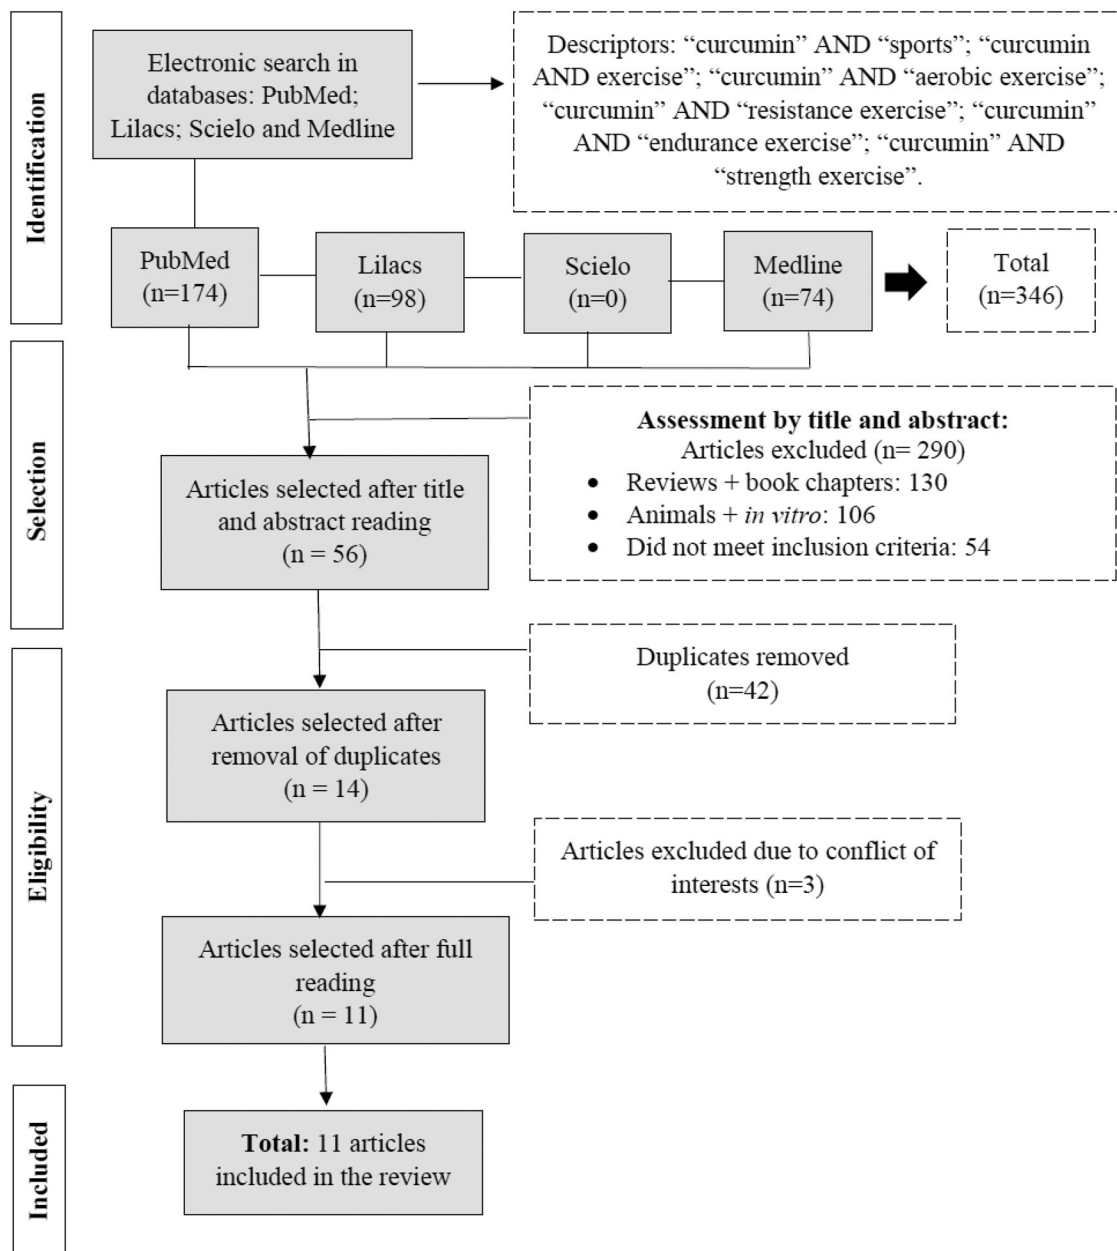 Identification
Electronic search in
databases: PubMed;
Lilacs; Scielo and Medline
Descriptors: “curcumin” AND “sports”; “curcumin
AND exercise”; “curcumin” AND “aerobic exercise”;
“curcumin” AND “resistance exercise”; “curcumin”
AND “endurance exercise”; “curcumin” AND
“strength exercise”.
PubMed
(n=174)
Lilacs
(n=98)
Scielo
(n=0)
Medline
(n=74)
Total
(n=346)
Selection
Assessment by title and abstract:
Articles excluded (n= 290)
• Reviews + book chapters: 130
• Animals + in vitro: 106
• Did not meet inclusion criteria: 54
Articles selected after title
and abstract reading
(n = 56)
Eligibility
Duplicates removed
(n=42)
Articles selected after
removal of duplicates
(n = 14)
Articles excluded due to conflict of
interests (n=3)
Articles selected after full
reading
(n = 11)
Included
Total: 11 articles
included in the review